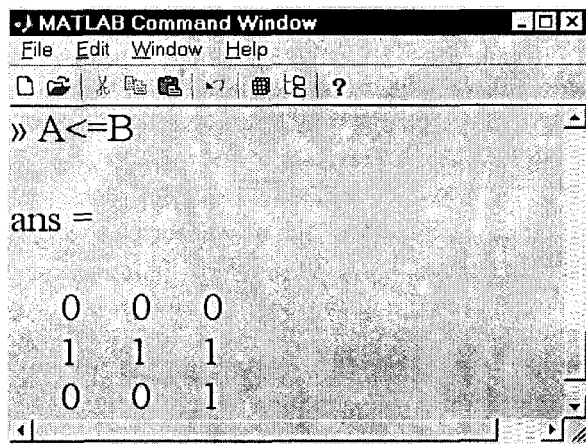 MATLAB Command Window
File Edit Window Help
?
» A<=B
ans =
0 0 0
1 1 1
0 0 1